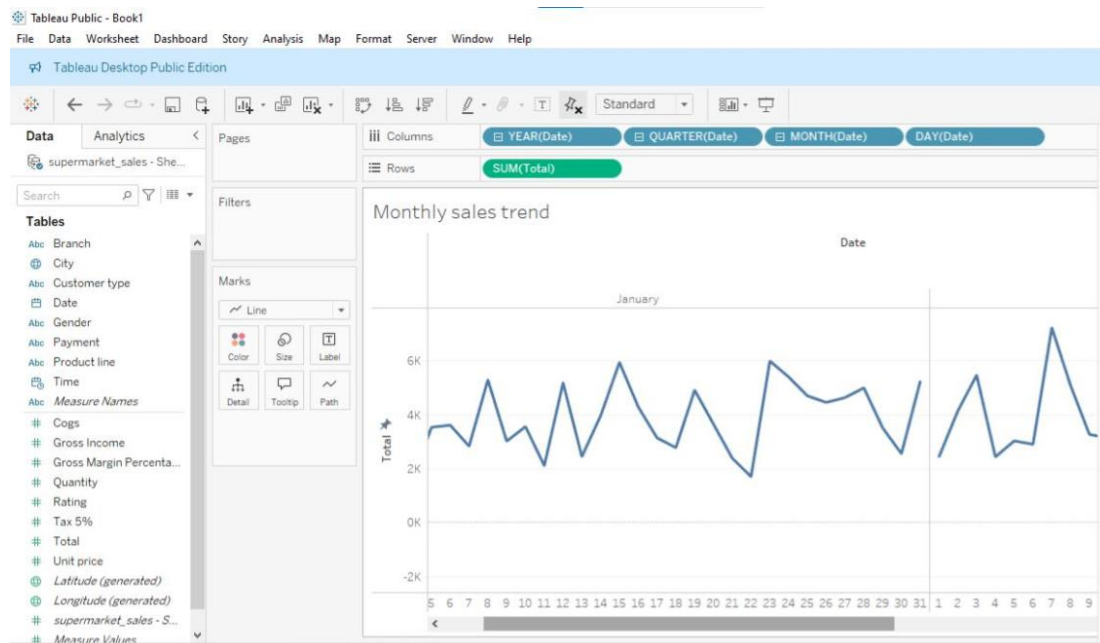 Tableau Public - Book1
File Data Worksheet Dashboard Story Analysis Map Format Server Window Help
Tableau Desktop Public Edition
Standard
Data Analytics
supermarket_sales - She...
Search
Tables
Abc Branch
City
Abc Customer type
Date
Abc Gender
Abc Payment
Abc Product line
Time
Abc Measure Names
# Cogs
# Gross Income
# Gross Margin Percenta...
# Quantity
# Rating
# Tax 5%
# Total
# Unit price
Latitude (generated)
Longitude (generated)
# supermarket_sales - S...
# Measure Values
Pages
Filters
Marks
Line
Color Size Label
Detail Tooltip Path
Columns YEAR(Date) QUARTER(Date) MONTH(Date) DAY(Date)
Rows SUM(Total)
Monthly sales trend
Date
January
Total
6K
4K
2K
0K
-2K
5 6 7 8 9 10 11 12 13 14 15 16 17 18 19 20 21 22 23 24 25 26 27 28 29 30 31 1 2 3 4 5 6 7 8 9